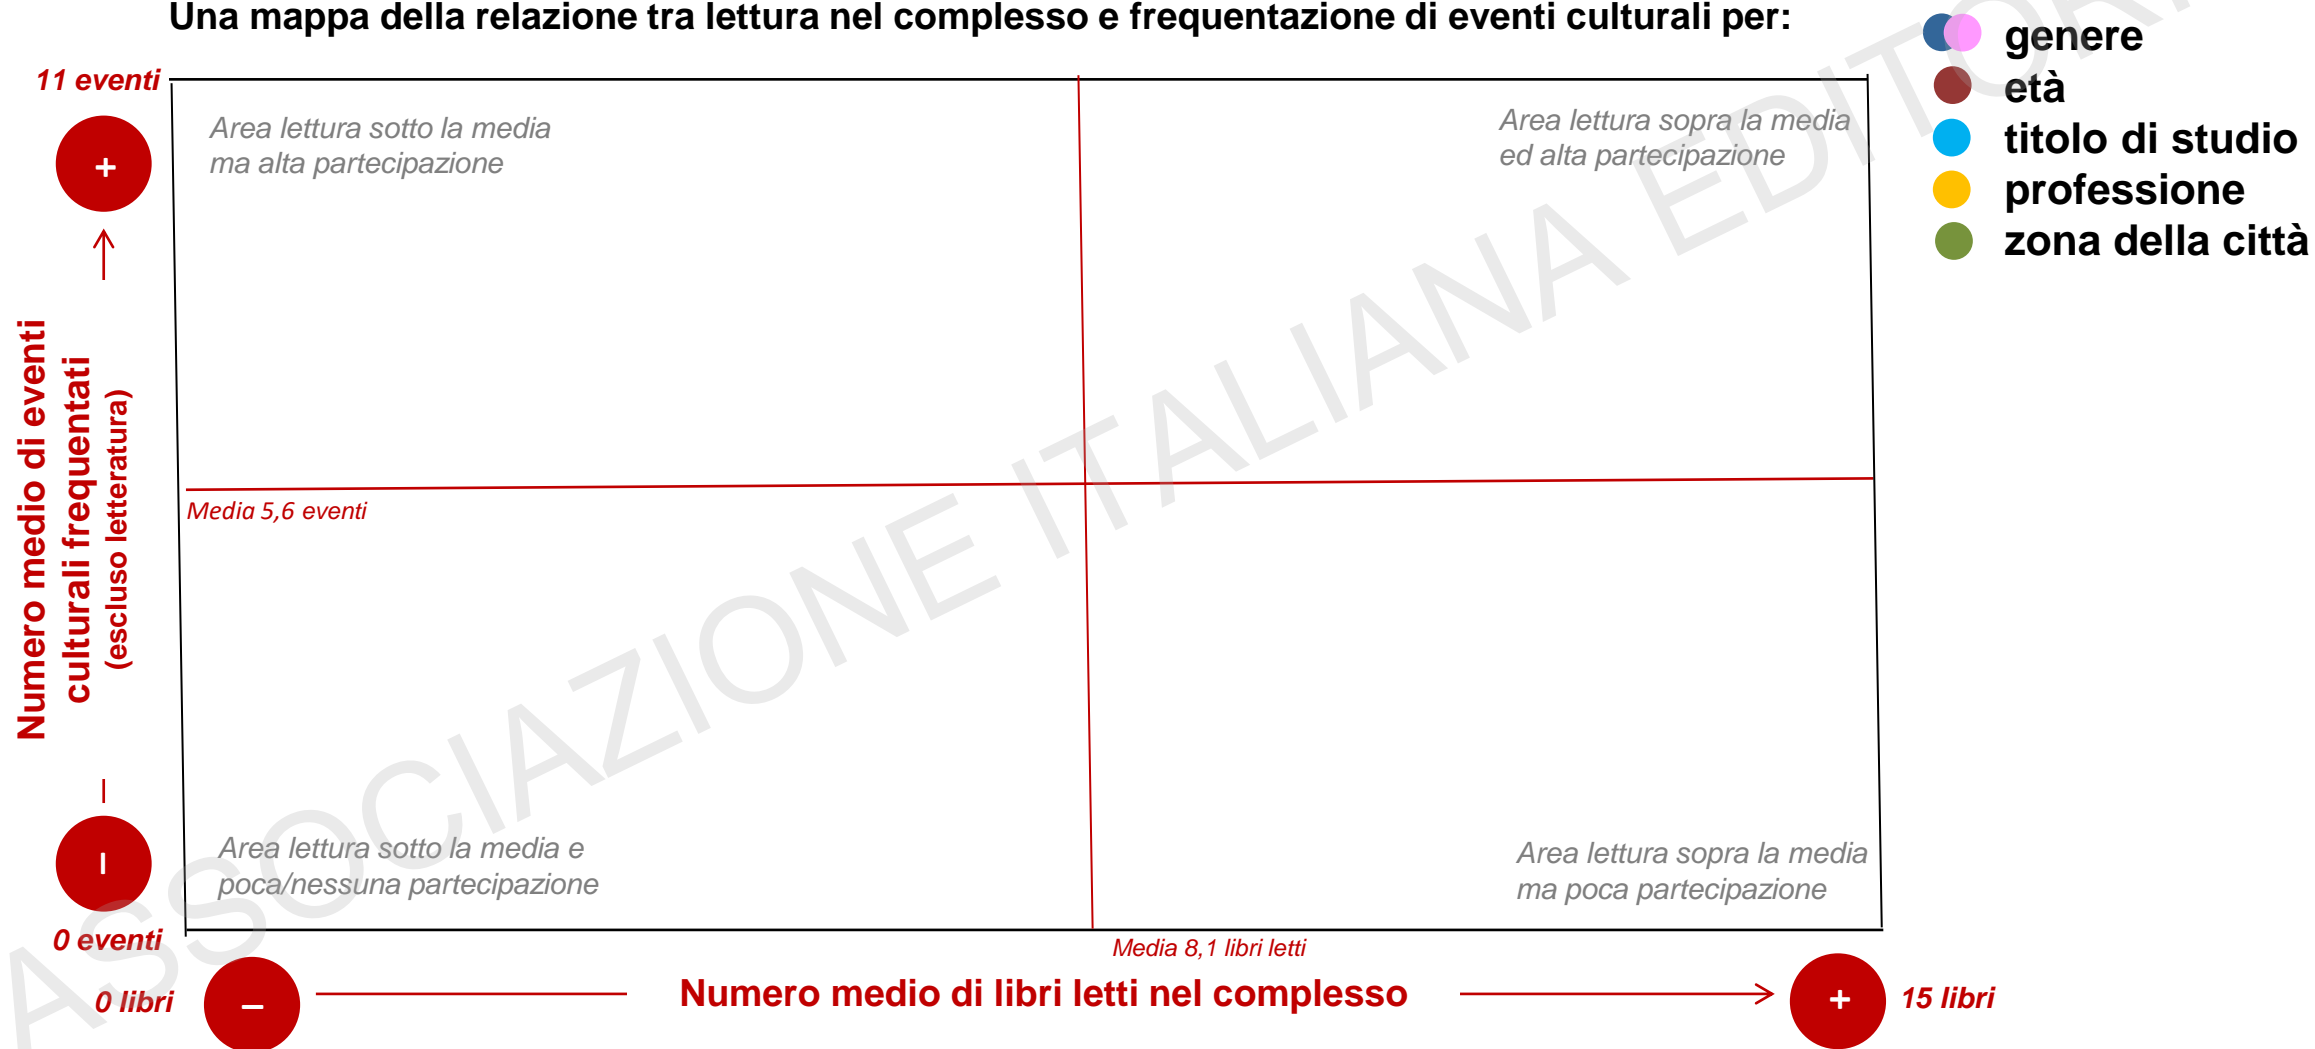 Una mappa della relazione tra lettura nel complesso e frequentazione di eventi culturali per:
genere
età
titolo di studio
professione
zona della città
11 eventi
+
Area lettura sotto la media
ma alta partecipazione
Area lettura sopra la media
ed alta partecipazione
Numero medio di eventi
culturali frequentati
(escluso letteratura)
Media 5,6 eventi
Area lettura sotto la media e
poca/nessuna partecipazione
Area lettura sopra la media
ma poca partecipazione
–
0 eventi
Media 8,1 libri letti
0 libri
–
Numero medio di libri letti nel complesso
+
15 libri
ASSOCIAZIONE ITALIANA EDITORI